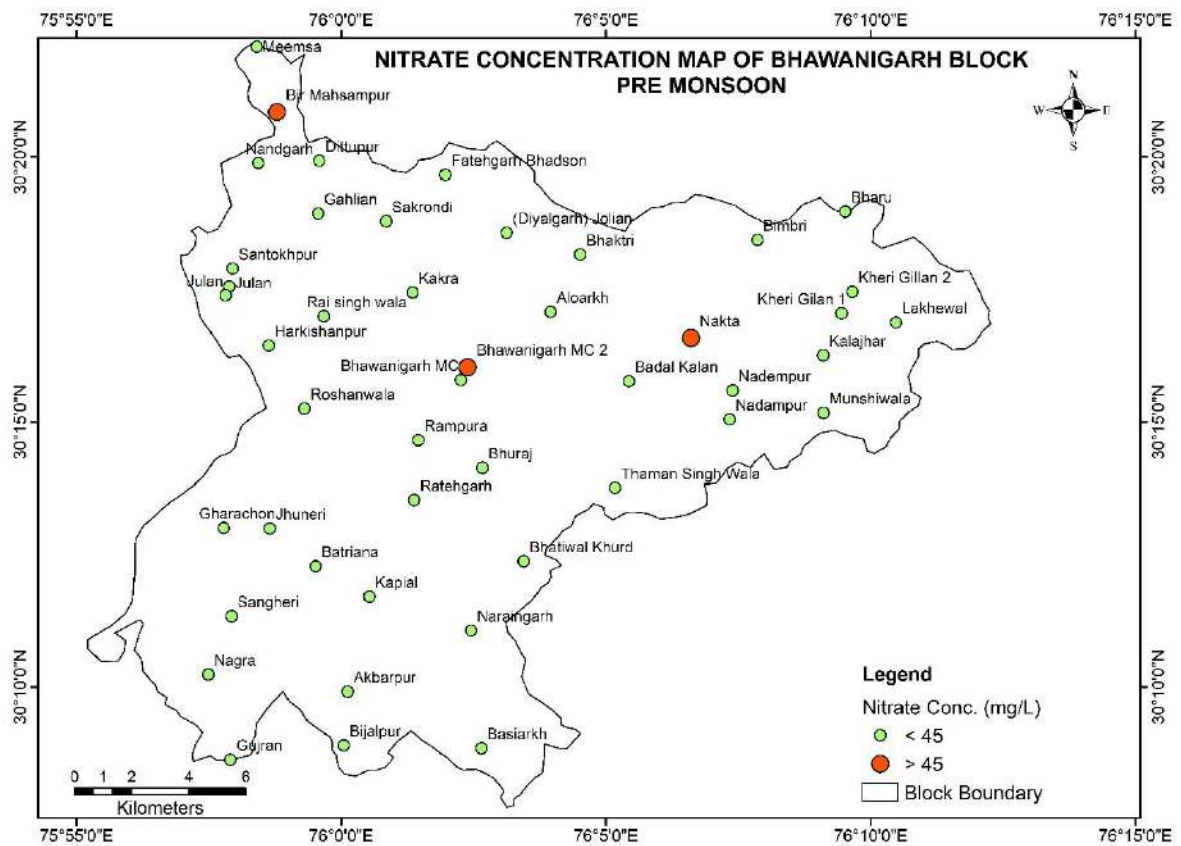 75°55'0"E 76°0'0"E 76°5'0"E 76°10'0"E 76°15'0"E
NITRATE CONCENTRATION MAP OF BHAWANIGARH BLOCK
PRE MONSOON
N
W E
S
Meemsa
Bir Mahsampur
30°20'0"N
30°20'0"N
Nandgarh
Dittupur
Fatehgarh Bhadson
Gahlian
Sakrondi
(Diyalgarh) Jolian
Bharu
Bimbri
Bhaktri
Santokhpur
Julan
Julan
Kakra
Rai singh wala
Aloarkh
Kheri Gillan 2
Kheri Gilan 1
Lakhewal
Nakta
Harkishanpur
Kalajhar
Bhawanigarh MC 2
Bhawanigarh MC
Badal Kalan
Nadempur
Roshanwala
Nadampur
Munshiwala
30°15'0"N
30°15'0"N
Rampura
Bhuraj
Thaman Singh Wala
Ratehgarh
Gharachon
Jhuneri
Batriana
Bhatiwal Khurd
Kapial
Sangheri
Naraingarh
Nagra
Akbarpur
30°10'0"N
30°10'0"N
Bijalpur
Basiarkh
Gujran
Legend
Nitrate Conc. (mg/L)
< 45
> 45
Block Boundary
0 1 2 4 6
Kilometers
75°55'0"E 76°0'0"E 76°5'0"E 76°10'0"E 76°15'0"E